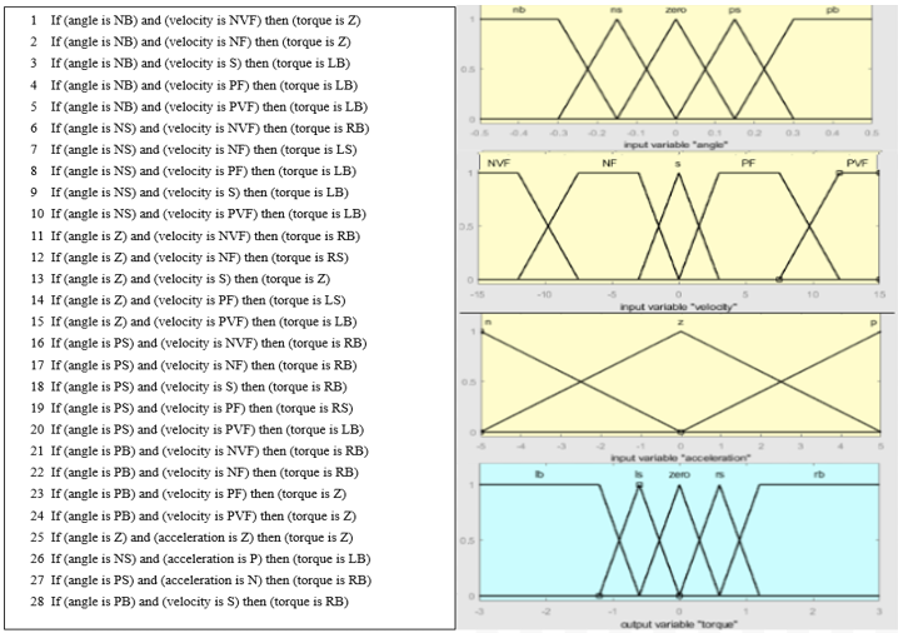 1 If (angle is NB) and (velocity is NVF) then (torque is Z)
2 If (angle is NB) and (velocity is NF) then (torque is Z)
3 If (angle is NB) and (velocity is S) then (torque is LB)
4 If (angle is NB) and (velocity is PF) then (torque is LB)
5 If (angle is NB) and (velocity is PVF) then (torque is LB)
6 If (angle is NS) and (velocity is NVF) then (torque is RB)
7 If (angle is NS) and (velocity is NF) then (torque is LS)
8 If (angle is NS) and (velocity is PF) then (torque is LB)
9 If (angle is NS) and (velocity is S) then (torque is LB)
10 If (angle is NS) and (velocity is PVF) then (torque is LB)
11 If (angle is Z) and (velocity is NVF) then (torque is RB)
12 If (angle is Z) and (velocity is NF) then (torque is RS)
13 If (angle is Z) and (velocity is S) then (torque is Z)
14 If (angle is Z) and (velocity is PF) then (torque is LS)
15 If (angle is Z) and (velocity is PVF) then (torque is LB)
16 If (angle is PS) and (velocity is NVF) then (torque is RB)
17 If (angle is PS) and (velocity is NF) then (torque is RB)
18 If (angle is PS) and (velocity is S) then (torque is RB)
19 If (angle is PS) and (velocity is PF) then (torque is RS)
20 If (angle is PS) and (velocity is PVF) then (torque is LB)
21 If (angle is PB) and (velocity is NVF) then (torque is RB)
22 If (angle is PB) and (velocity is NF) then (torque is RB)
23 If (angle is PB) and (velocity is PF) then (torque is Z)
24 If (angle is PB) and (velocity is PVF) then (torque is Z)
25 If (angle is Z) and (acceleration is Z) then (torque is Z)
26 If (angle is NS) and (acceleration is P) then (torque is LB)
27 If (angle is PS) and (acceleration is N) then (torque is RB)
28 If (angle is PB) and (velocity is S) then (torque is RB)
nb ns zero ps pb
1
0.5
0
-0.5 -0.4 -0.3 -0.2 -0.1 0 0.1 0.2 0.3 0.4 0.5
input variable "angle"
NVF NF s PF PVF
1
0.5
0
-15 -10 -5 0 5 10 15
input variable "velocity"
n z p
1
0.5
0
-5 -4 -3 -2 -1 0 1 2 3 4 5
input variable "acceleration"
lb ls zero rs rb
1
0.5
0
-3 -2 -1 0 1 2 3
output variable "torque"